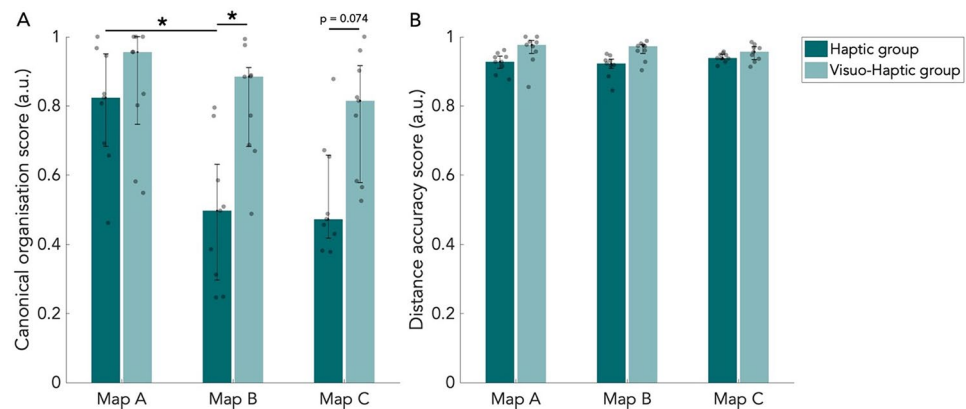 A
B
*
*
p = 0.074
Haptic group
Visuo-Haptic group
Canonical organisation score (a.u.)
1
0.8
0.6
0.4
0.2
0
Map A
Map B
Map C
Distance accuracy score (a.u.)
1
0.8
0.6
0.4
0.2
0
Map A
Map B
Map C